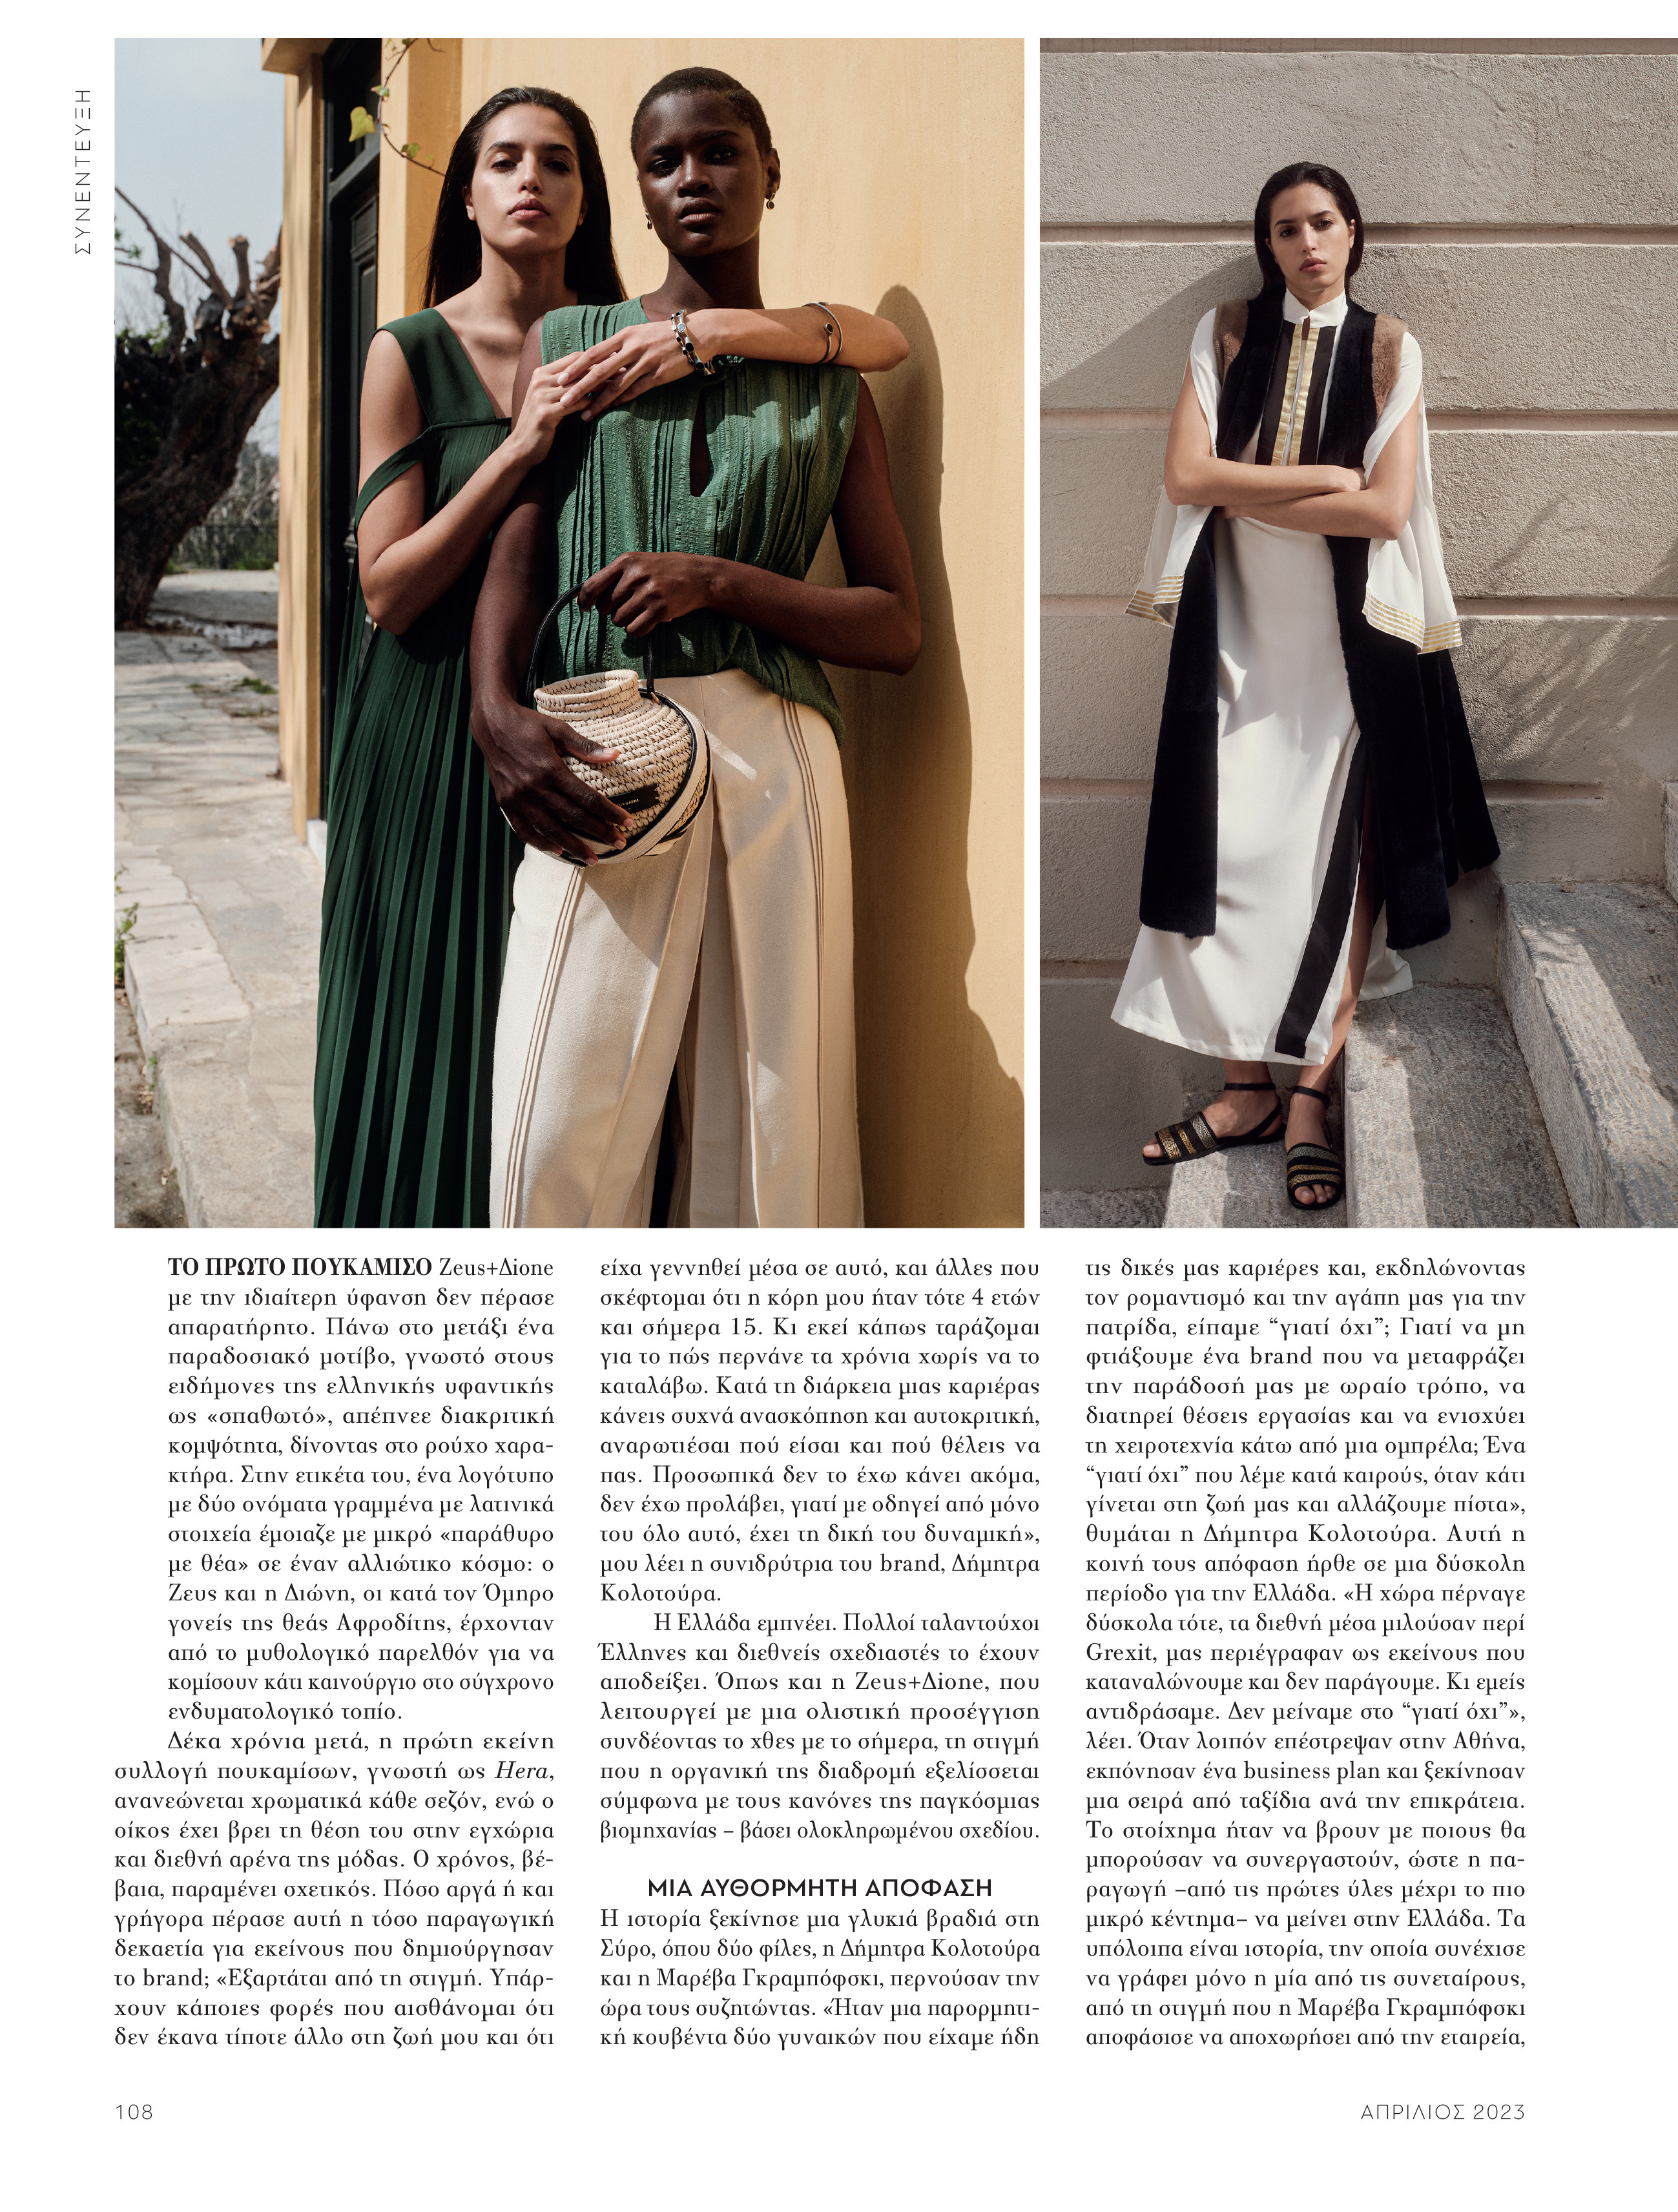 ΣΥΝΕΝΤΕΥΞΗ
ΤΟ ΠΡΩΤΟ ΠΟΥΚΑΜΙΣΟ Zeus+Δione
με την ιδιαίτερη ύφανση δεν πέρασε
απαρατήρητο. Πάνω στο μετάξι ένα
παραδοσιακό μοτίβο, γνωστό στους
ειδήμονες της ελληνικής υφαντικής
ως «σπαθωτό», απέπνεε διακριτική
κομψότητα, δίνοντας στο ρούχο χαρα-
κτήρα. Στην ετικέτα του, ένα λογότυπο
με δύο ονόματα γραμμένα με λατινικά
στοιχεία έμοιαζε με μικρό «παράθυρο
με θέα» σε έναν αλλιώτικο κόσμο: ο
Zeus και η Διώνη, οι κατά τον Όμηρο
γονείς της θεάς Αφροδίτης, έρχονταν
από το μυθολογικό παρελθόν για να
κομίσουν κάτι καινούργιο στο σύγχρονο
ενδυματολογικό τοπίο.
Δέκα χρόνια μετά, η πρώτη εκείνη
συλλογή πουκαμίσων, γνωστή ως Hera,
ανανεώνεται χρωματικά κάθε σεζόν, ενώ ο
οίκος έχει βρει τη θέση του στην εγχώρια
και διεθνή αρένα της μόδας. Ο χρόνος, βέ-
βαια, παραμένει σχετικός. Πόσο αργά ή και
γρήγορα πέρασε αυτή η τόσο παραγωγική
δεκαετία για εκείνους που δημιούργησαν
το brand; «Εξαρτάται από τη στιγμή. Υπάρ-
χουν κάποιες φορές που αισθάνομαι ότι
δεν έκανα τίποτε άλλο στη ζωή μου και ότι
είχα γεννηθεί μέσα σε αυτό, και άλλες που
σκέφτομαι ότι η κόρη μου ήταν τότε 4 ετών
και σήμερα 15. Κι εκεί κάπως ταράζομαι
για το πώς περνάνε τα χρόνια χωρίς να το
καταλάβω. Κατά τη διάρκεια μιας καριέρας
κάνεις συχνά ανασκόπηση και αυτοκριτική,
αναρωτιέσαι πού είσαι και πού θέλεις να
πας. Προσωπικά δεν το έχω κάνει ακόμα,
δεν έχω προλάβει, γιατί με οδηγεί από μόνο
του όλο αυτό, έχει τη δική του δυναμική»,
μου λέει η συνιδρύτρια του brand, Δήμητρα
Κολοτούρα.
Η Ελλάδα εμπνέει. Πολλοί ταλαντούχοι
Έλληνες και διεθνείς σχεδιαστές το έχουν
αποδείξει. Όπως και η Zeus+Δione, που
λειτουργεί με μια ολιστική προσέγγιση
συνδέοντας το χθες με το σήμερα, τη στιγμή
που η οργανική της διαδρομή εξελίσσεται
σύμφωνα με τους κανόνες της παγκόσμιας
βιομηχανίας – βάσει ολοκληρωμένου σχεδίου.
ΜΙΑ ΑΥΘΟΡΜΗΤΗ ΑΠΟΦΑΣΗ
Η ιστορία ξεκίνησε μια γλυκιά βραδιά στη
Σύρο, όπου δύο φίλες, η Δήμητρα Κολοτούρα
και η Μαρέβα Γκραμπόφσκι, περνούσαν την
ώρα τους συζητώντας. «Ήταν μια παρορμητι-
κή κουβέντα δύο γυναικών που είχαμε ήδη
τις δικές μας καριέρες και, εκδηλώνοντας
τον ρομαντισμό και την αγάπη μας για την
πατρίδα, είπαμε “γιατί όχι”; Γιατί να μη
φτιάξουμε ένα brand που να μεταφράζει
την παράδοσή μας με ωραίο τρόπο, να
διατηρεί θέσεις εργασίας και να ενισχύει
τη χειροτεχνία κάτω από μια ομπρέλα; Ένα
“γιατί όχι” που λέμε κατά καιρούς, όταν κάτι
γίνεται στη ζωή μας και αλλάζουμε πίστα»,
θυμάται η Δήμητρα Κολοτούρα. Αυτή η
κοινή τους απόφαση ήρθε σε μια δύσκολη
περίοδο για την Ελλάδα. «Η χώρα πέρναγε
δύσκολα τότε, τα διεθνή μέσα μιλούσαν περί
Grexit, μας περιέγραφαν ως εκείνους που
καταναλώνουμε και δεν παράγουμε. Κι εμείς
αντιδράσαμε. Δεν μείναμε στο “γιατί όχι”»,
λέει. Όταν λοιπόν επέστρεψαν στην Αθήνα,
εκπόνησαν ένα business plan και ξεκίνησαν
μια σειρά από ταξίδια ανά την επικράτεια.
Το στοίχημα ήταν να βρουν με ποιους θα
μπορούσαν να συνεργαστούν, ώστε η πα-
ραγωγή –από τις πρώτες ύλες μέχρι το πιο
μικρό κέντημα– να μείνει στην Ελλάδα. Τα
υπόλοιπα είναι ιστορία, την οποία συνέχισε
να γράφει μόνο η μία από τις συνεταίρους,
από τη στιγμή που η Μαρέβα Γκραμπόφσκι
αποφάσισε να αποχωρήσει από την εταιρεία,
108
ΑΠΡΙΛΙΟΣ 2023